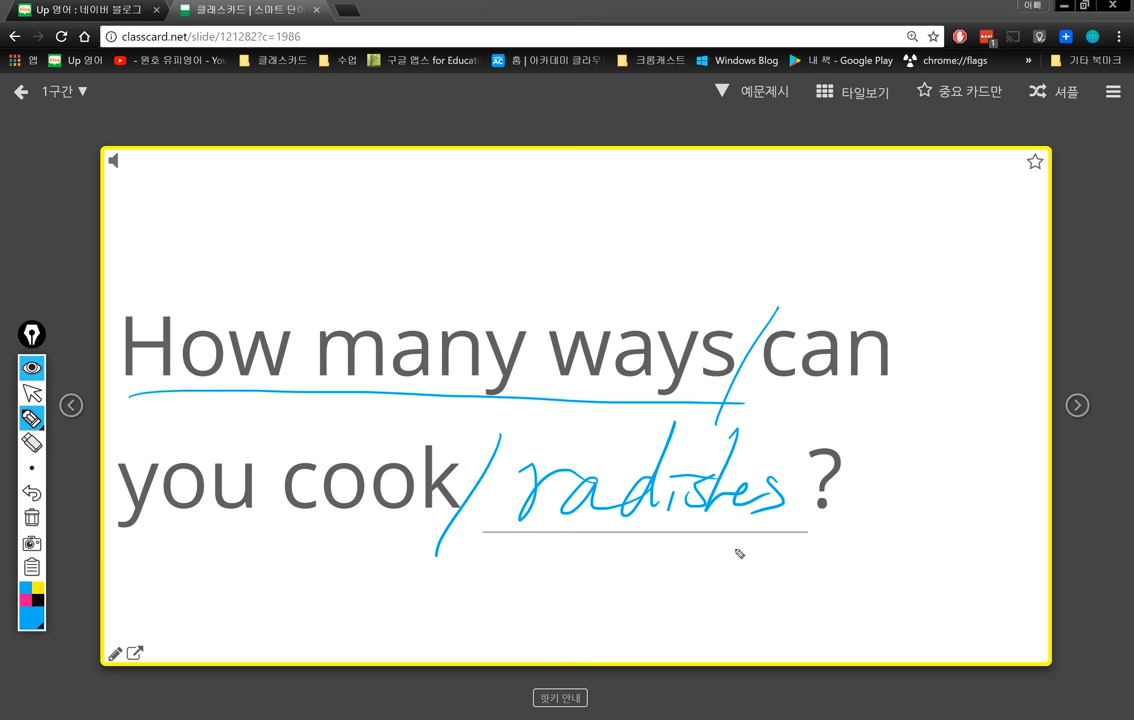 Up 영어 : 네이버 블로그
클래스카드 | 스마트 단어
아빠
classcard.net/slide/121282?c=1986
1
앱
Up 영어
- 원호 유피영어 - You
클래스카드
수업
구글 앱스 for Educati
홈 | 아카데미 클라우드
크롬캐스트
Windows Blog
내 책 - Google Play
chrome://flags
»
기타 북마크
1구간 ▼
예문제시
타일보기
중요 카드만
셔플
How many ways / can
you cook / radishes ?
핫키 안내